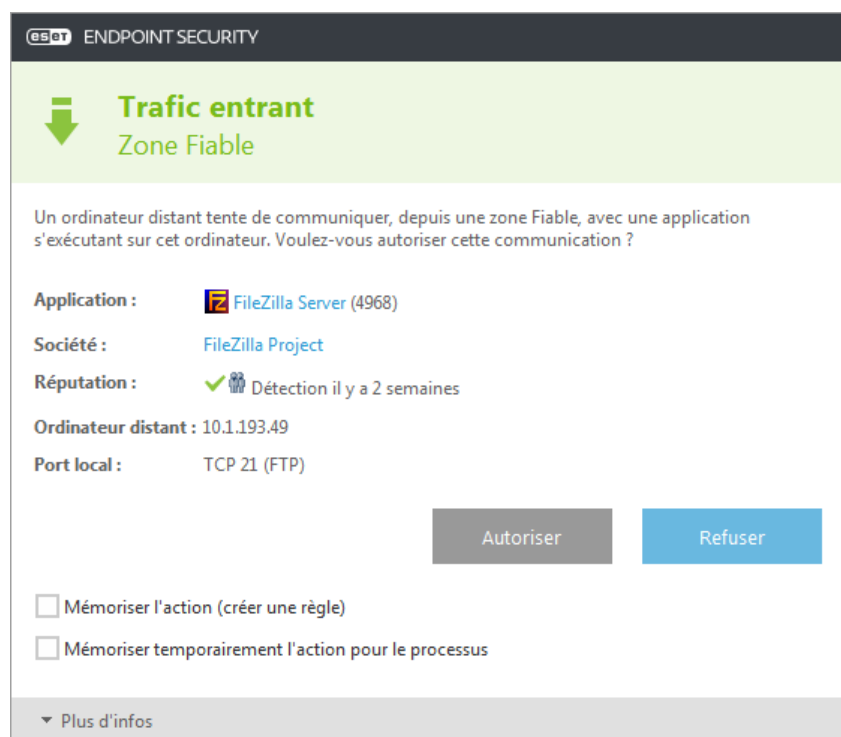 eset ENDPOINT SECURITY
Trafic entrant
Zone Fiable
Un ordinateur distant tente de communiquer, depuis une zone Fiable, avec une application
s'exécutant sur cet ordinateur. Voulez-vous autoriser cette communication ?
Application : FileZilla Server (4968)
Société : FileZilla Project
Réputation : Détection il y a 2 semaines
Ordinateur distant : 10.1.193.49
Port local : TCP 21 (FTP)
Autoriser Refuser
Mémoriser l'action (créer une règle)
Mémoriser temporairement l'action pour le processus
Plus d'infos